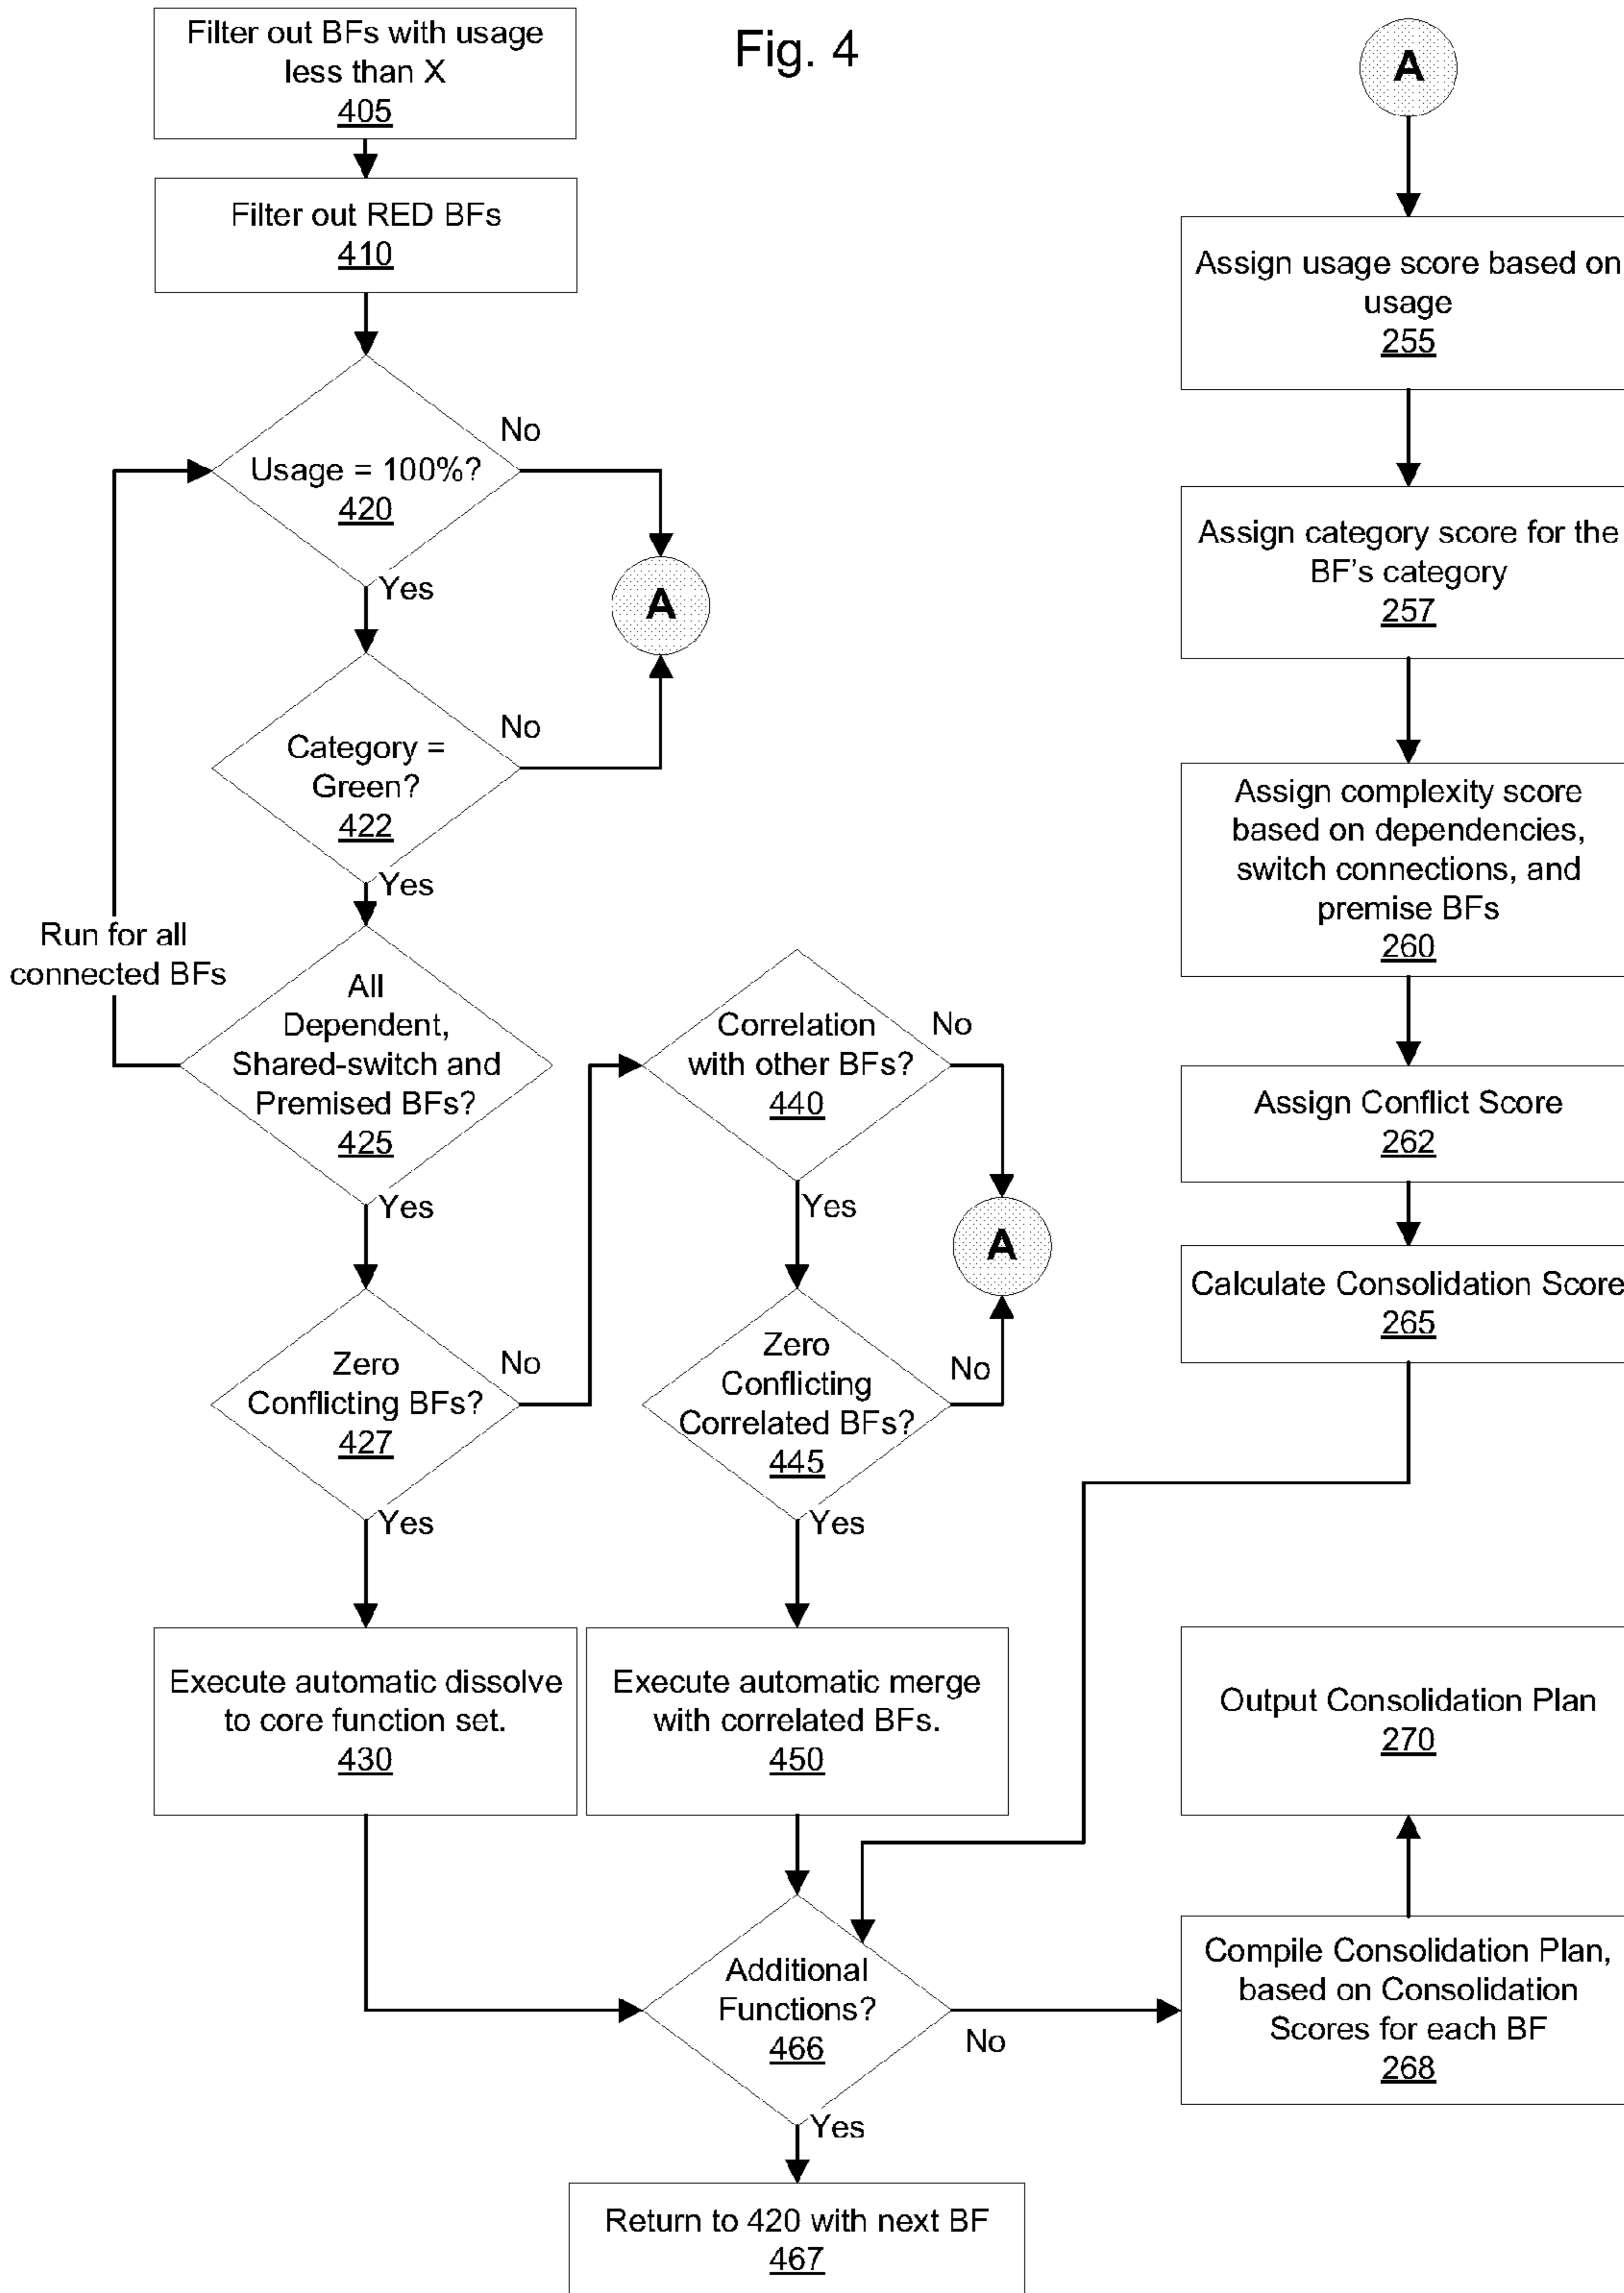 Fig. 4
Filter out BFs with usage
less than X
405
Filter out RED BFs
410
Usage = 100%?
420
No
Yes
A
Category =
Green?
422
No
Yes
Run for all
connected BFs
All
Dependent,
Shared-switch and
Premised BFs?
425
Yes
Zero
Conflicting BFs?
427
No
Yes
Correlation
with other BFs?
440
No
Yes
A
Zero
Conflicting
Correlated BFs?
445
No
Yes
Execute automatic dissolve
to core function set.
430
Execute automatic merge
with correlated BFs.
450
Additional
Functions?
466
No
Yes
Return to 420 with next BF
467
A
Assign usage score based on
usage
255
Assign category score for the
BF's category
257
Assign complexity score
based on dependencies,
switch connections, and
premise BFs
260
Assign Conflict Score
262
Calculate Consolidation Score
265
Output Consolidation Plan
270
Compile Consolidation Plan,
based on Consolidation
Scores for each BF
268